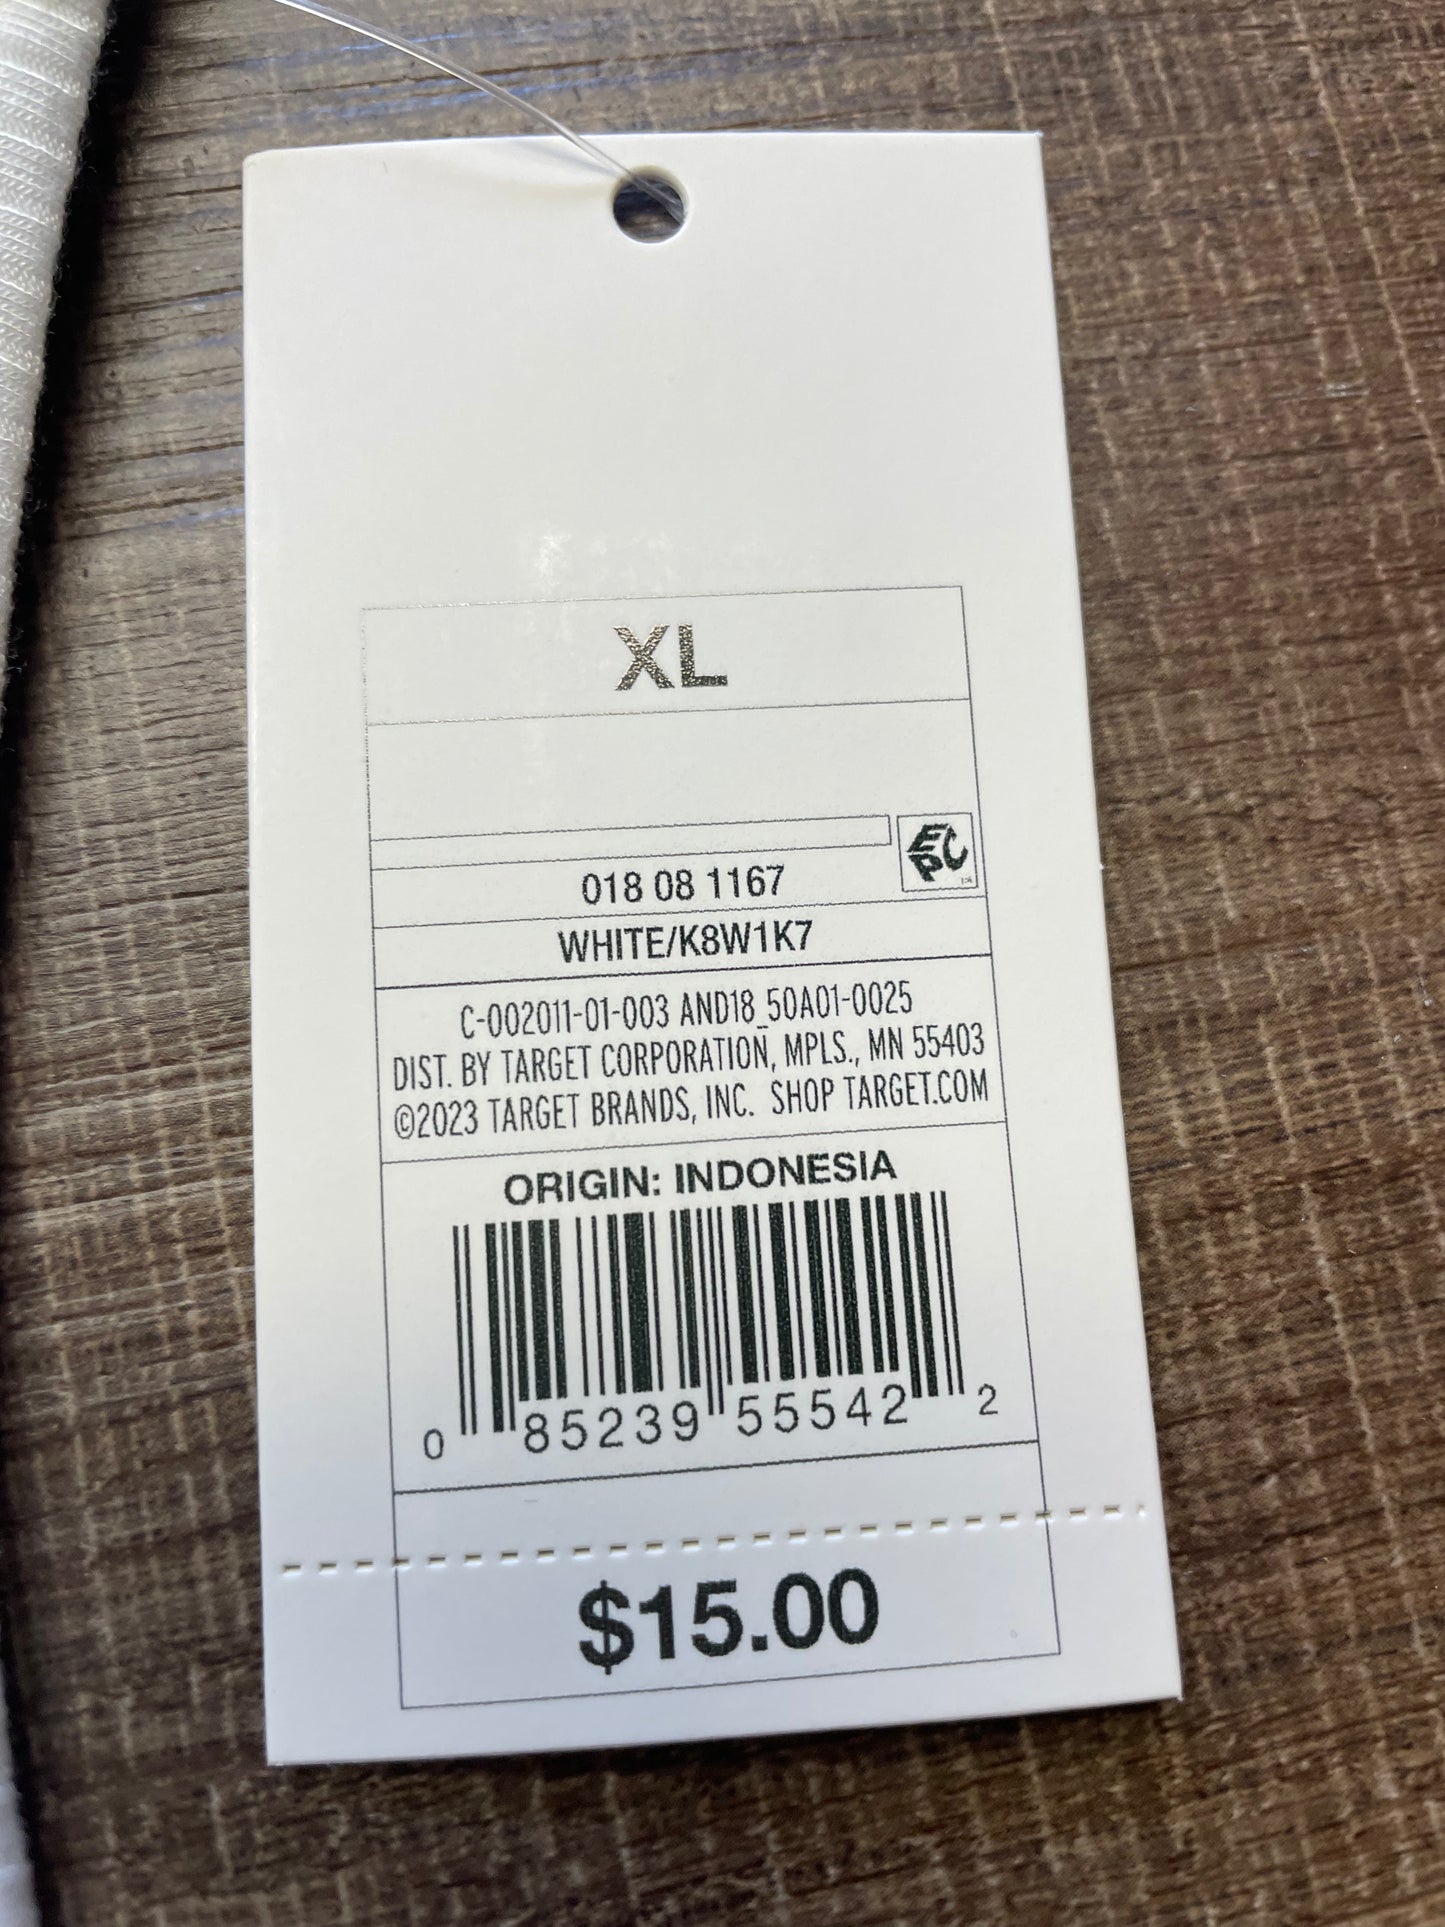 XL
EPC
018 08 1167
WHITE/K8W1K7
C-002011-01-003 AND18_50A01-0025
DIST. BY TARGET CORPORATION, MPLS., MN 55403
©2023 TARGET BRANDS, INC. SHOP TARGET.COM
ORIGIN: INDONESIA
0 85239 55542 2
$15.00